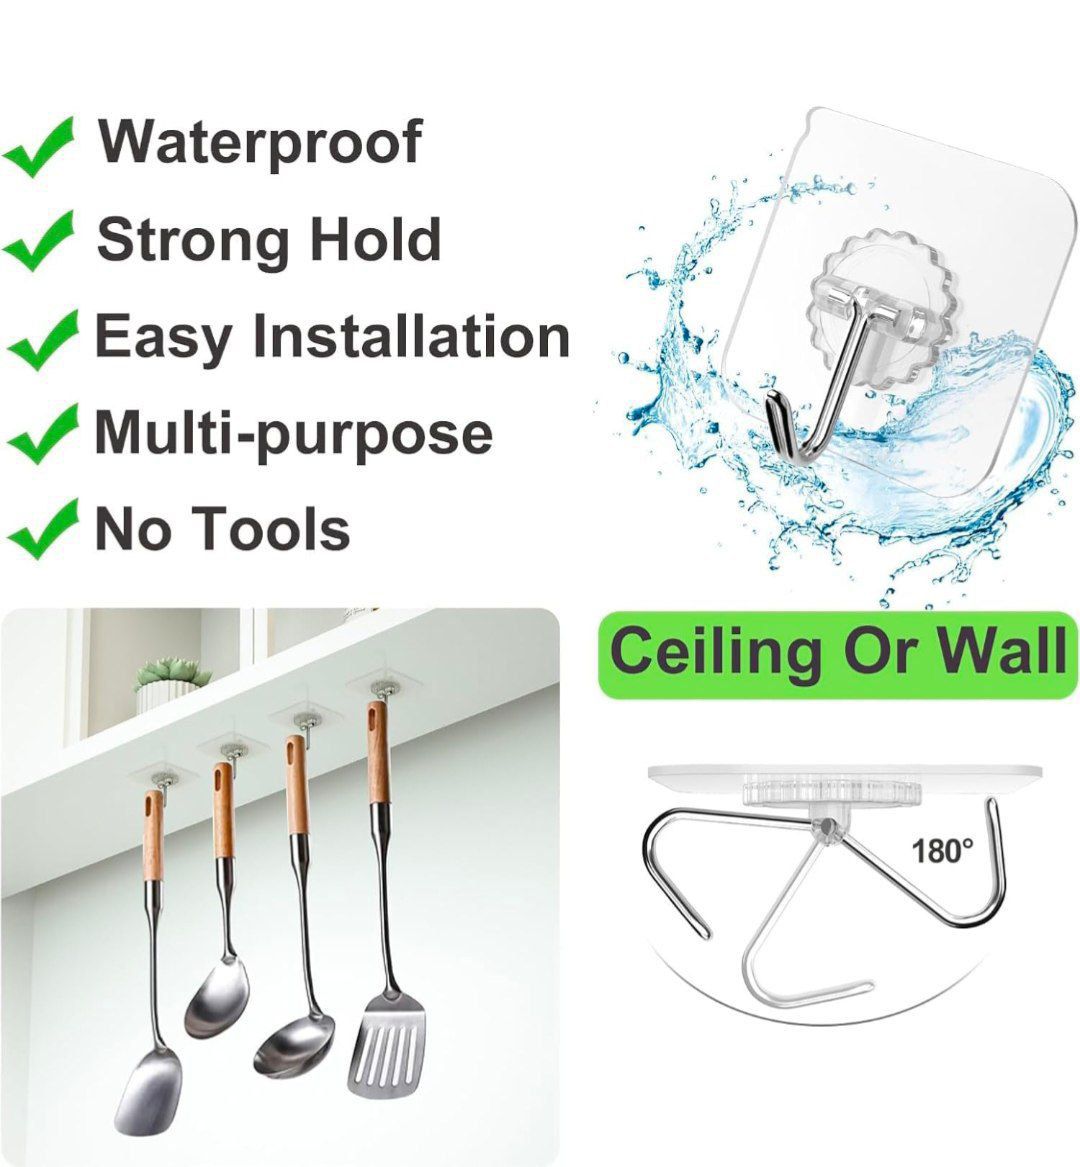 Waterproof
Strong Hold
Easy Installation
Multi-purpose
No Tools
Ceiling Or Wall
180°